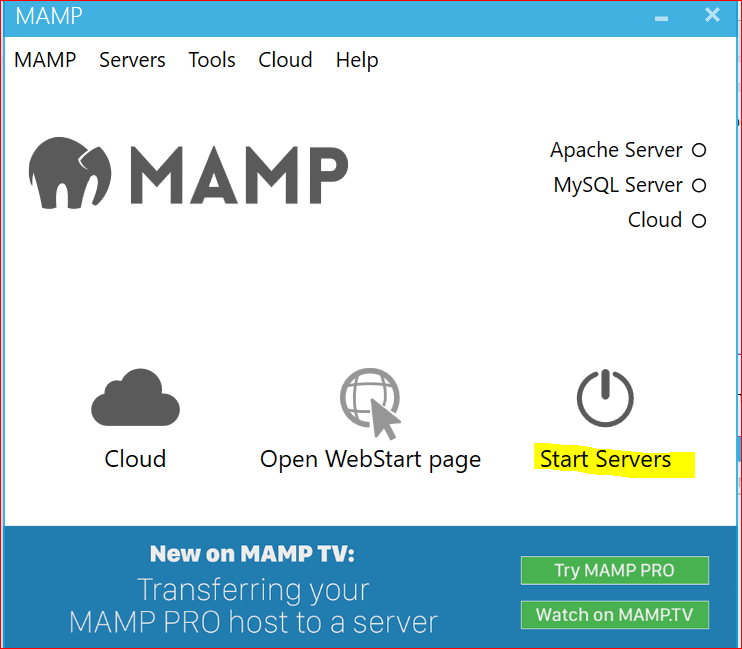 MAMP
MAMP Servers Tools Cloud Help
MAMP
Apache Server
MySQL Server
Cloud
Cloud
Open WebStart page
Start Servers
New on MAMP TV:
Transferring your
MAMP PRO host to a server
Try MAMP PRO
Watch on MAMP.TV